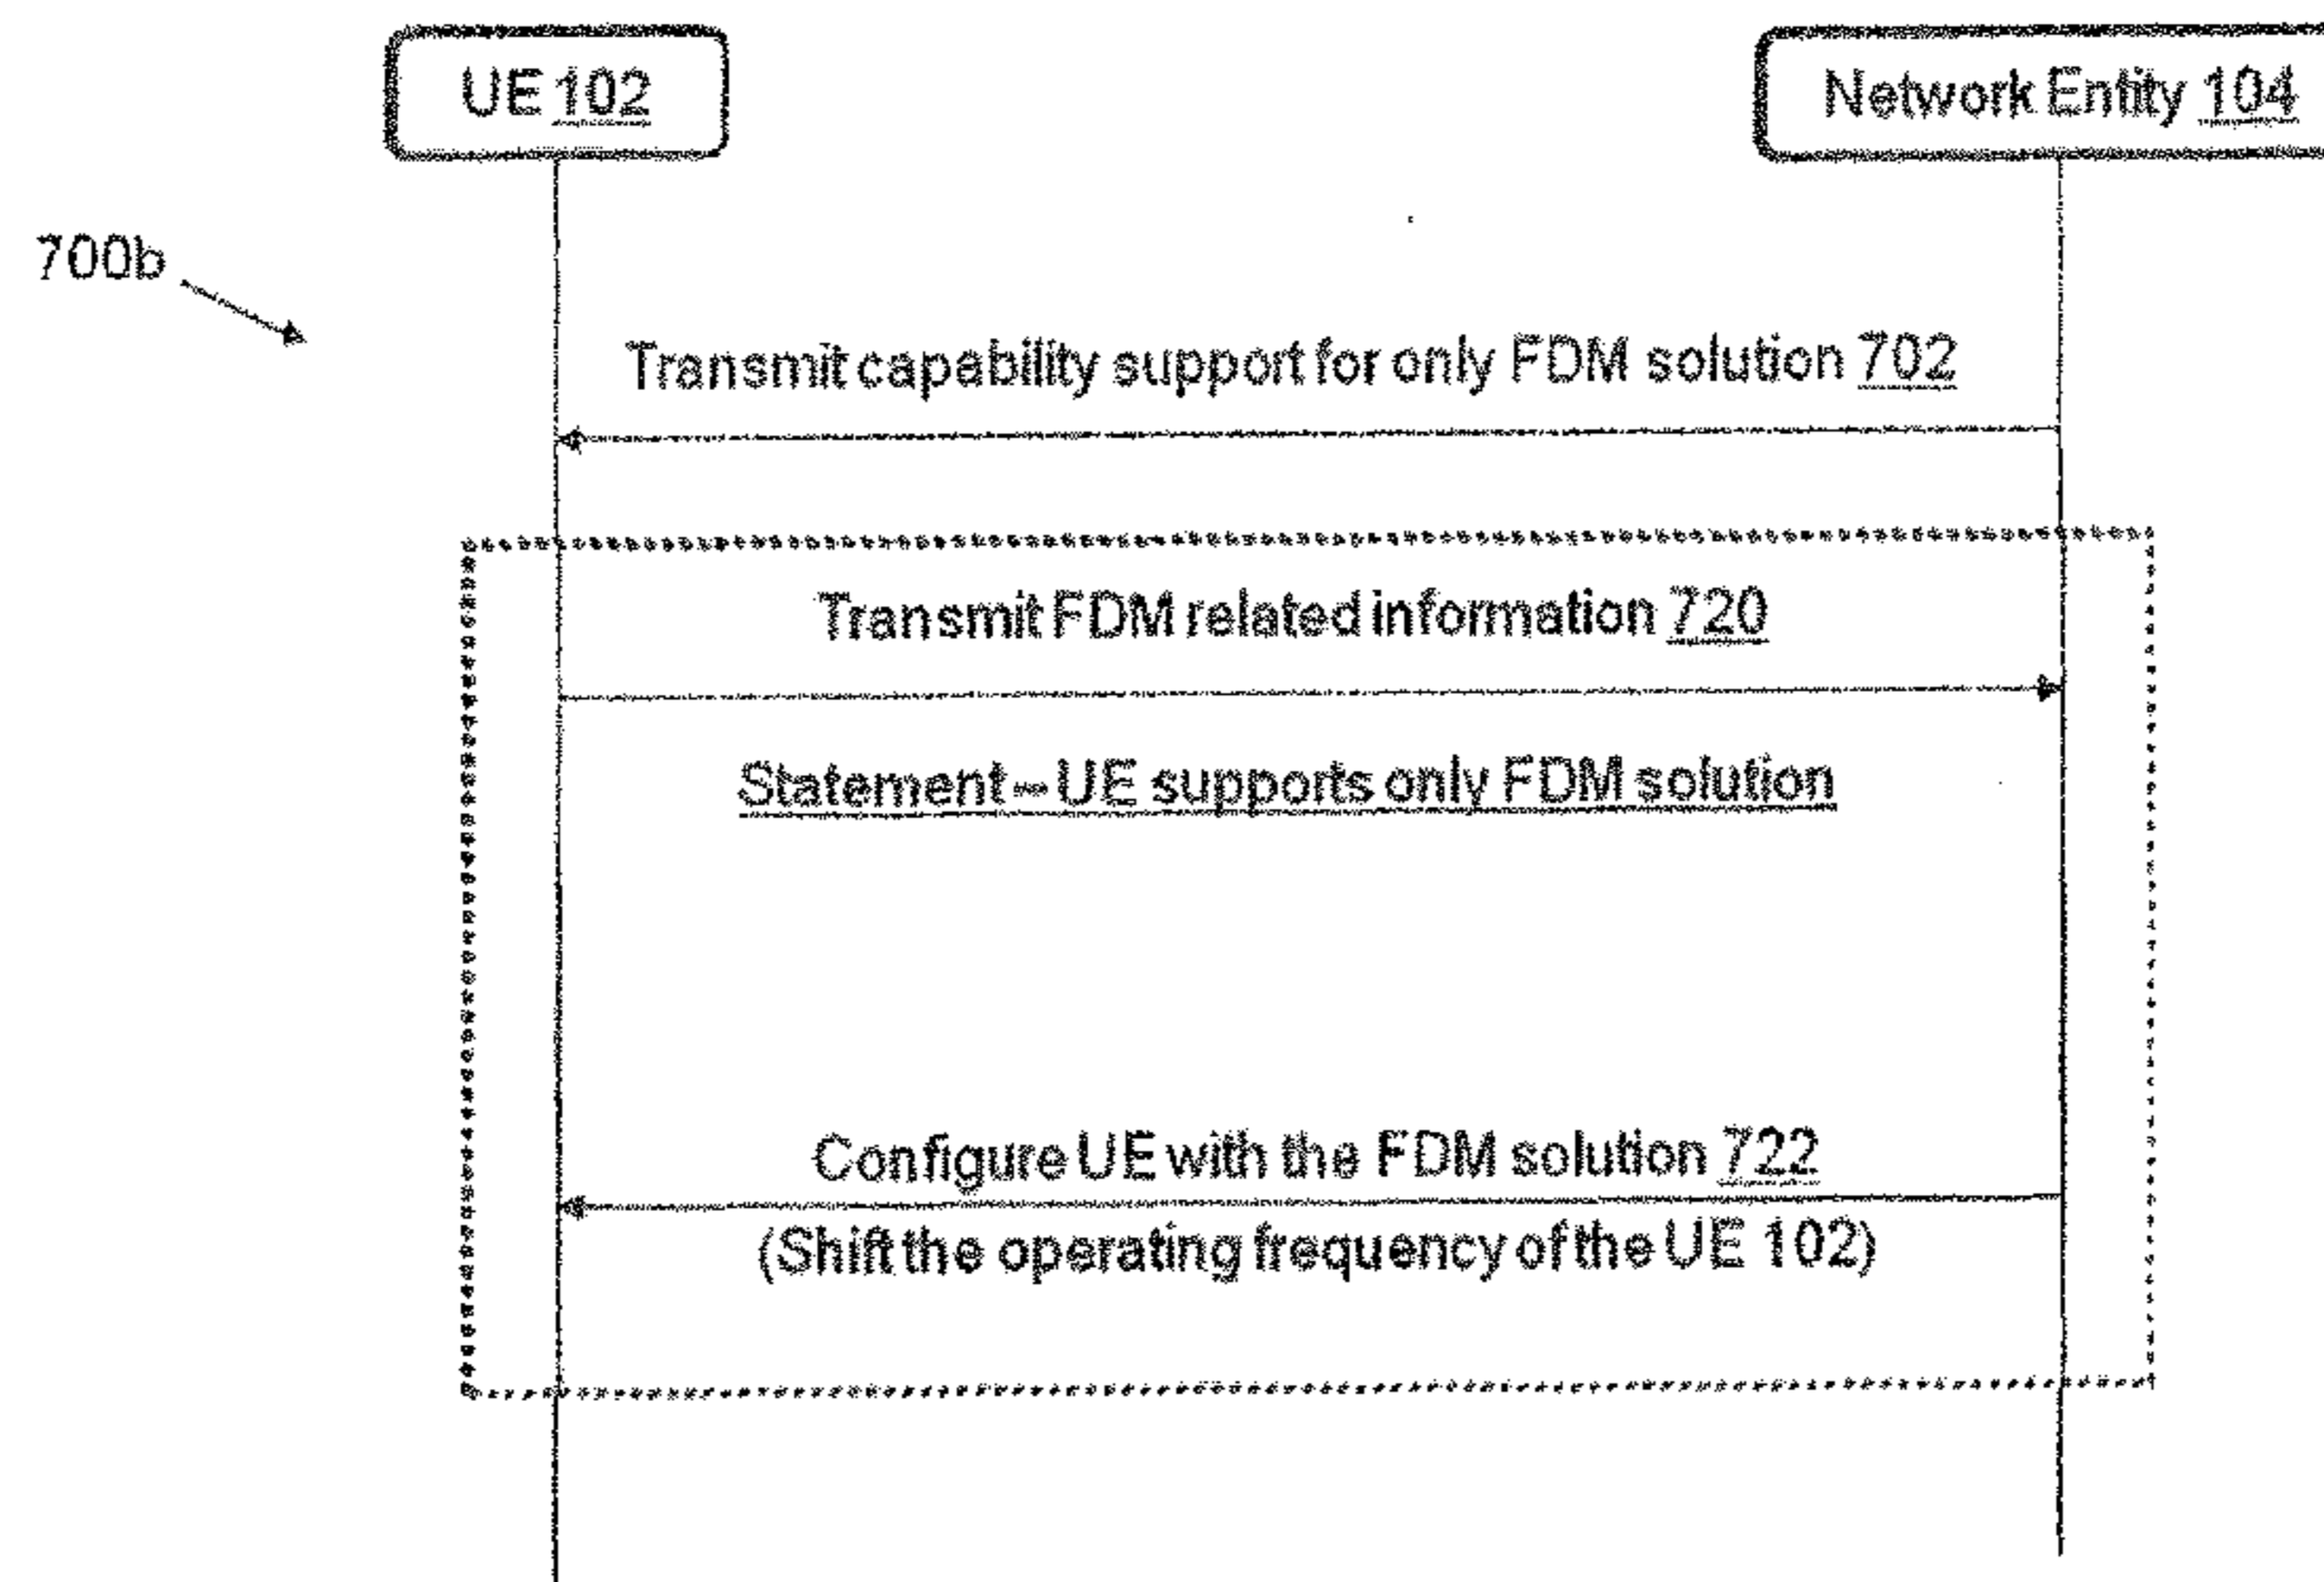 UE 102
Network Entity 104
700b
Transmit capability support for only FDM solution 702
Transmit FDM related information 720
Statement – UE supports only FDM solution
Configure UE with the FDM solution 722
(Shift the operating frequency of the UE 102)